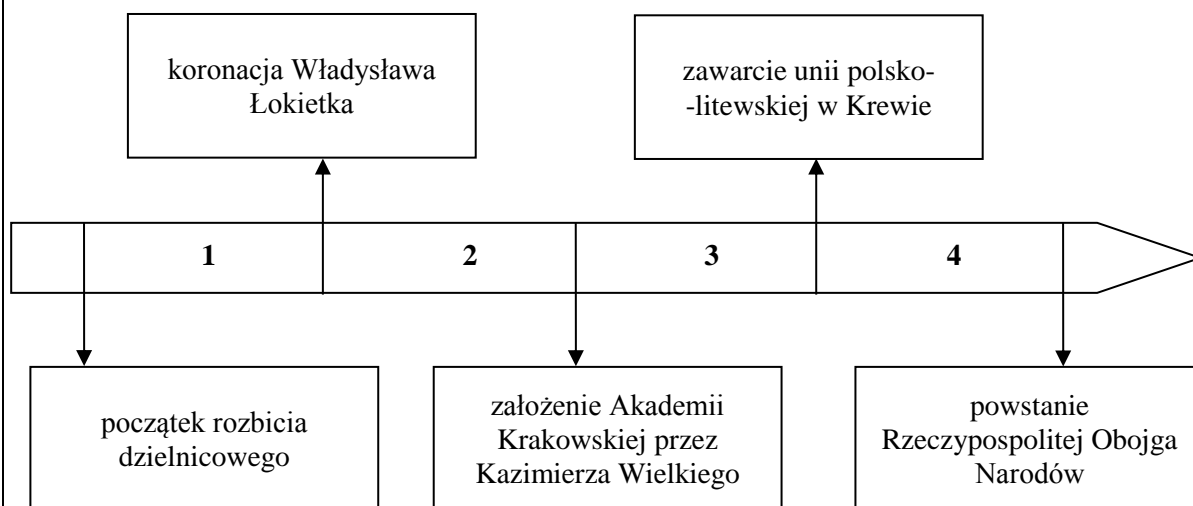 koronacja Władysława
Łokietka
zawarcie unii polsko-
-litewskiej w Krewie
1
2
3
4
początek rozbicia
dzielnicowego
założenie Akademii
Krakowskiej przez
Kazimierza Wielkiego
powstanie
Rzeczypospolitej Obojga
Narodów